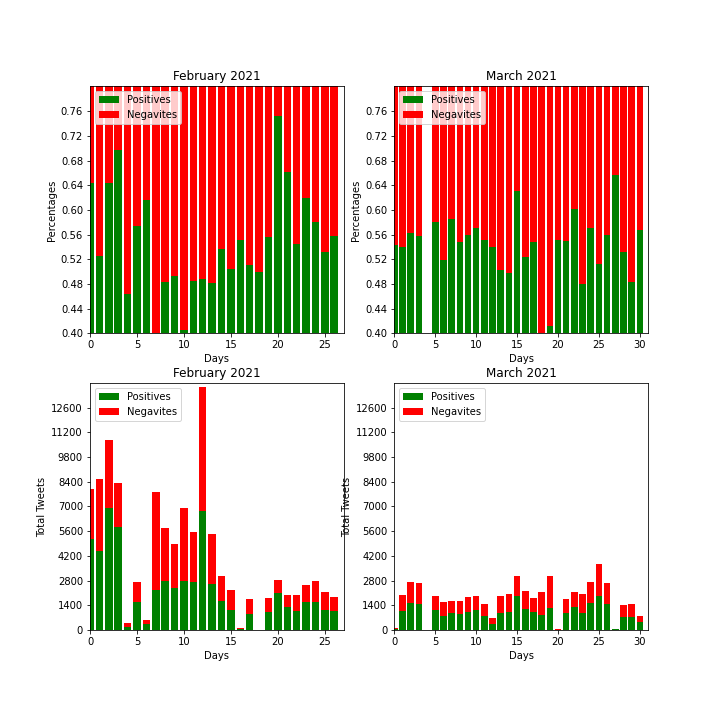 February 2021
Positives
Negavites
Percentages
0.76
0.72
0.68
0.64
0.60
0.56
0.52
0.48
0.44
0.40
0 5 10 15 20 25
Days
March 2021
Positives
Negavites
Percentages
0.76
0.72
0.68
0.64
0.60
0.56
0.52
0.48
0.44
0.40
0 5 10 15 20 25 30
Days
February 2021
Positives
Negavites
Total Tweets
12600
11200
9800
8400
7000
5600
4200
2800
1400
0
0 5 10 15 20 25
Days
March 2021
Positives
Negavites
Total Tweets
12600
11200
9800
8400
7000
5600
4200
2800
1400
0
0 5 10 15 20 25 30
Days